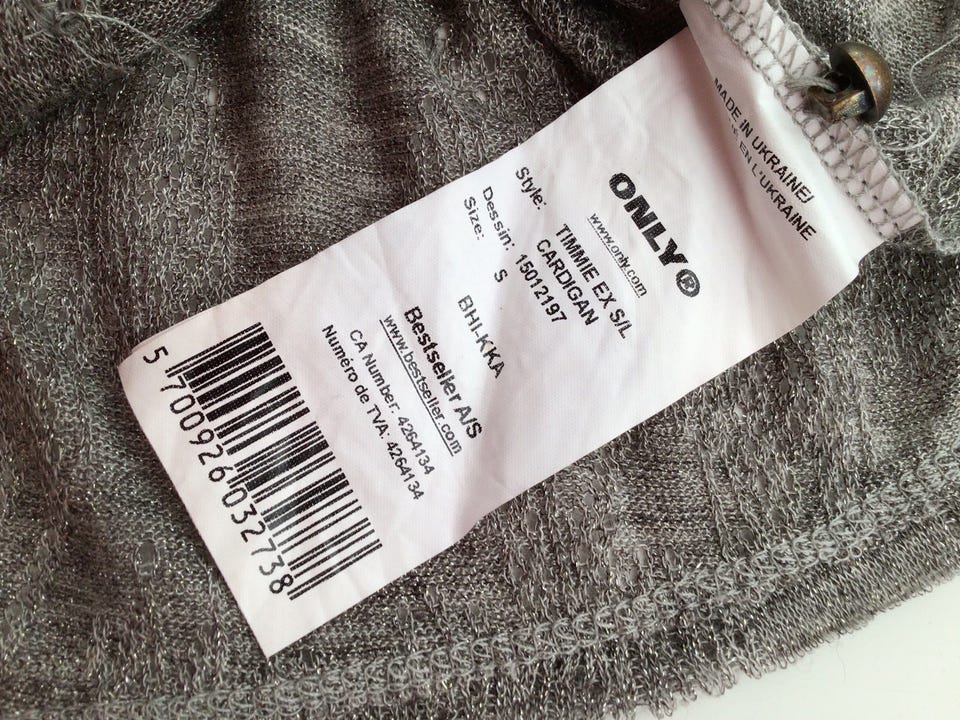 MADE IN UKRAINE/
EN L'UKRAINE
ONLY®
www.only.com
Style: TIMMIE EX S/L
CARDIGAN
Dessin: 15012197
Size: S
BHI-KKA
Bestseller A/S
www.bestseller.com
CA Number: 4264134
Numéro de TVA: 4264134
5 700926 032738